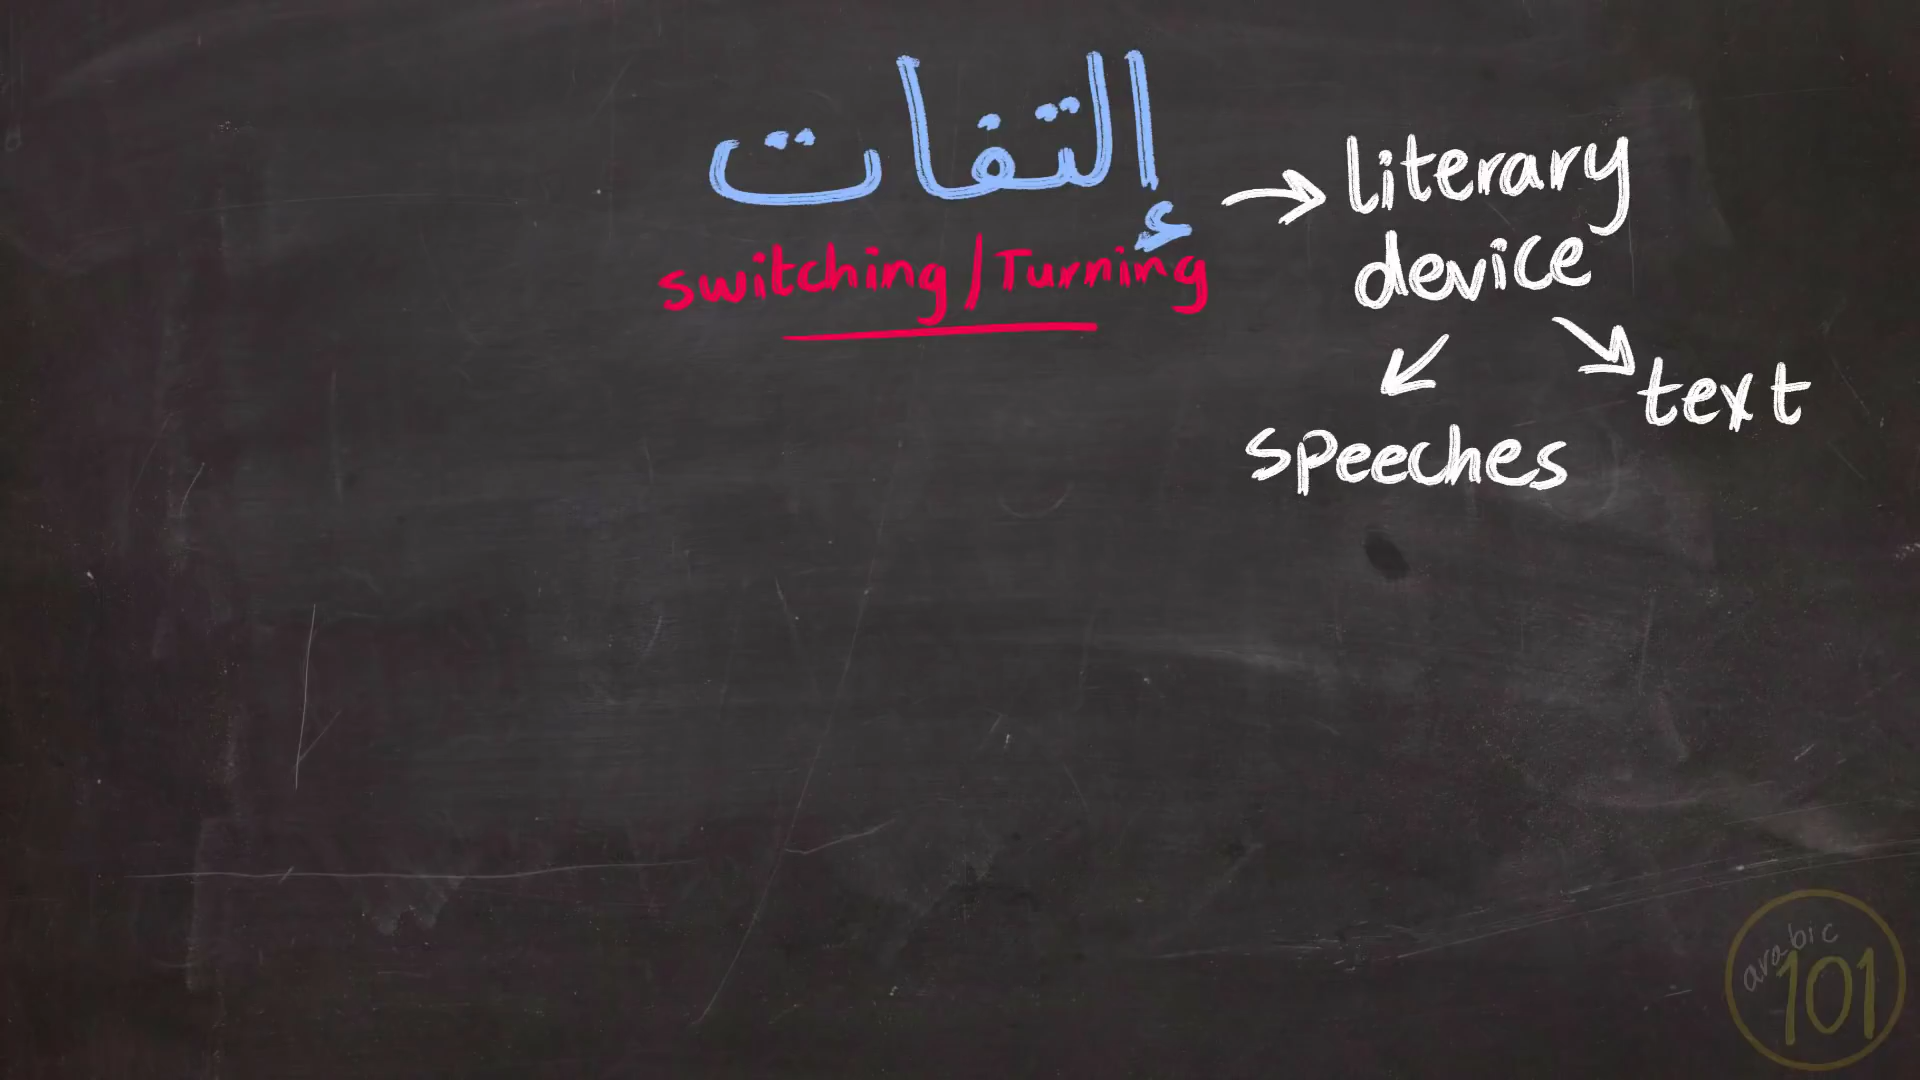 إلتفات
switching/Turning
literary
device
text
speeches
arabic
101